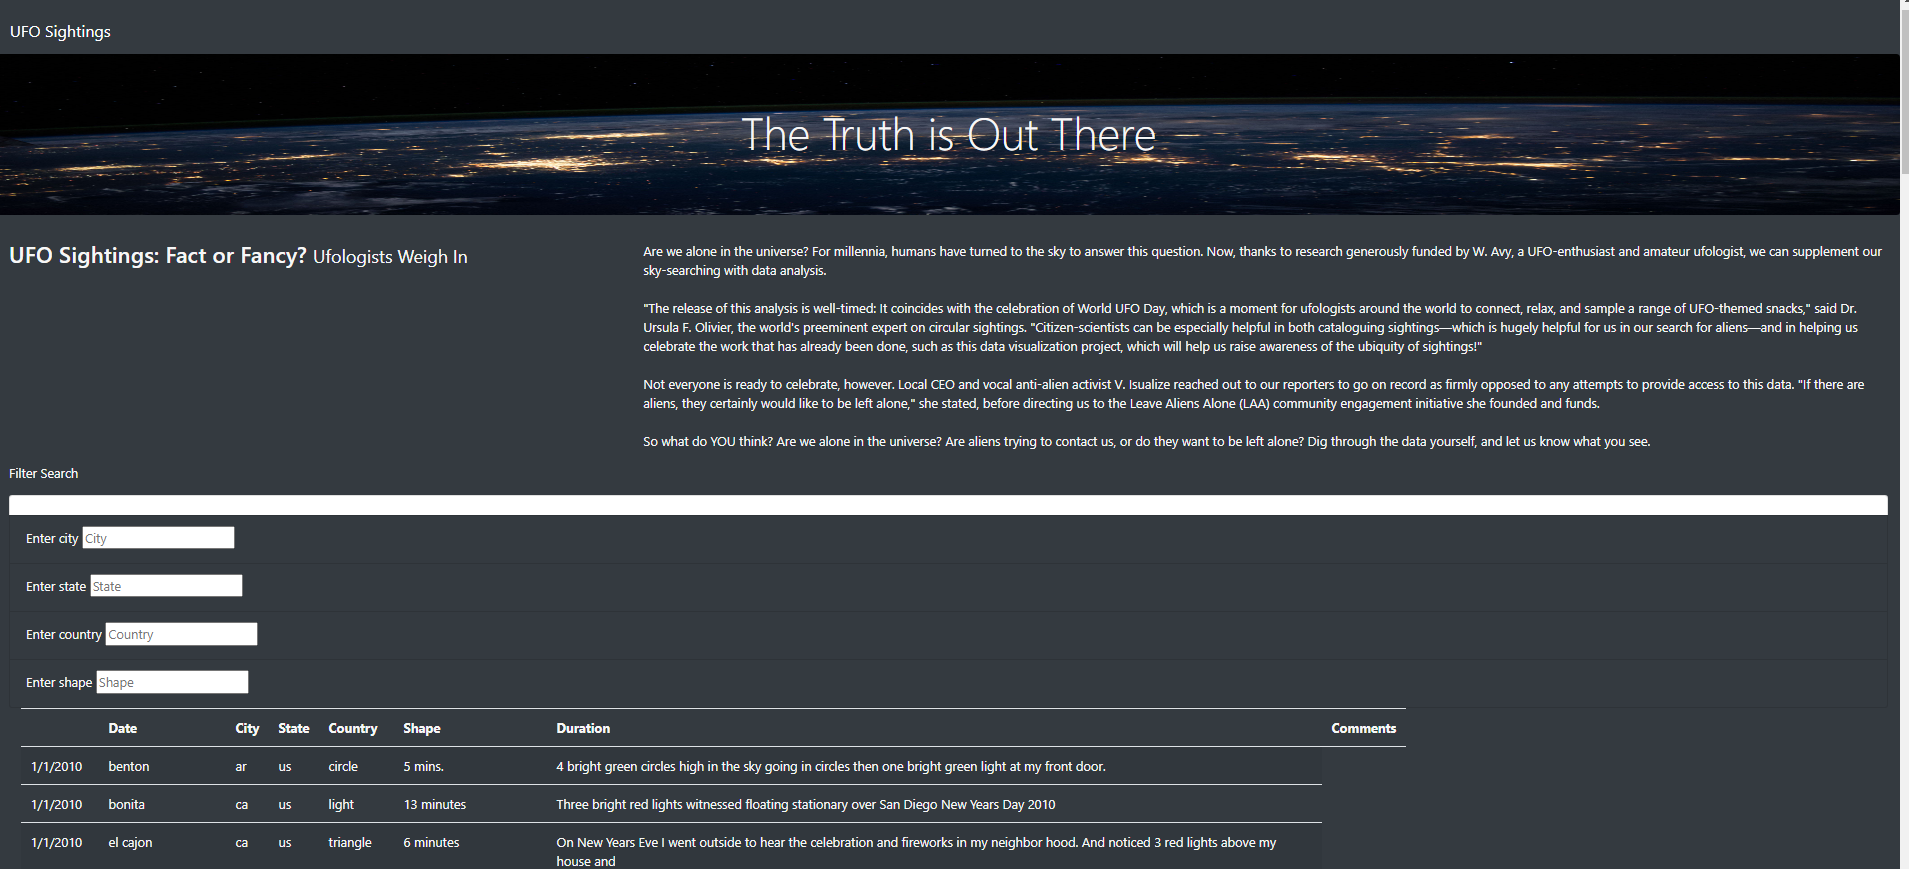 UFO Sightings
The Truth is Out There
UFO Sightings: Fact or Fancy? Ufologists Weigh In
Are we alone in the universe? For millennia, humans have turned to the sky to answer this question. Now, thanks to research generously funded by W. Avy, a UFO-enthusiast and amateur ufologist, we can supplement our
sky-searching with data analysis.
"The release of this analysis is well-timed: It coincides with the celebration of World UFO Day, which is a moment for ufologists around the world to connect, relax, and sample a range of UFO-themed snacks," said Dr.
Ursula F. Olivier, the world's preeminent expert on circular sightings. "Citizen-scientists can be especially helpful in both cataloguing sightings—which is hugely helpful for us in our search for aliens—and in helping us
celebrate the work that has already been done, such as this data visualization project, which will help us raise awareness of the ubiquity of sightings!"
Not everyone is ready to celebrate, however. Local CEO and vocal anti-alien activist V. Isualize reached out to our reporters to go on record as firmly opposed to any attempts to provide access to this data. "If there are
aliens, they certainly would like to be left alone," she stated, before directing us to the Leave Aliens Alone (LAA) community engagement initiative she founded and funds.
So what do YOU think? Are we alone in the universe? Are aliens trying to contact us, or do they want to be left alone? Dig through the data yourself, and let us know what you see.
Filter Search
Enter city City
Enter state State
Enter country Country
Enter shape Shape
Date City State Country Shape Duration Comments
1/1/2010 benton ar us circle 5 mins. 4 bright green circles high in the sky going in circles then one bright green light at my front door.
1/1/2010 bonita ca us light 13 minutes Three bright red lights witnessed floating stationary over San Diego New Years Day 2010
1/1/2010 el cajon ca us triangle 6 minutes On New Years Eve I went outside to hear the celebration and fireworks in my neighbor hood. And noticed 3 red lights above my
house and